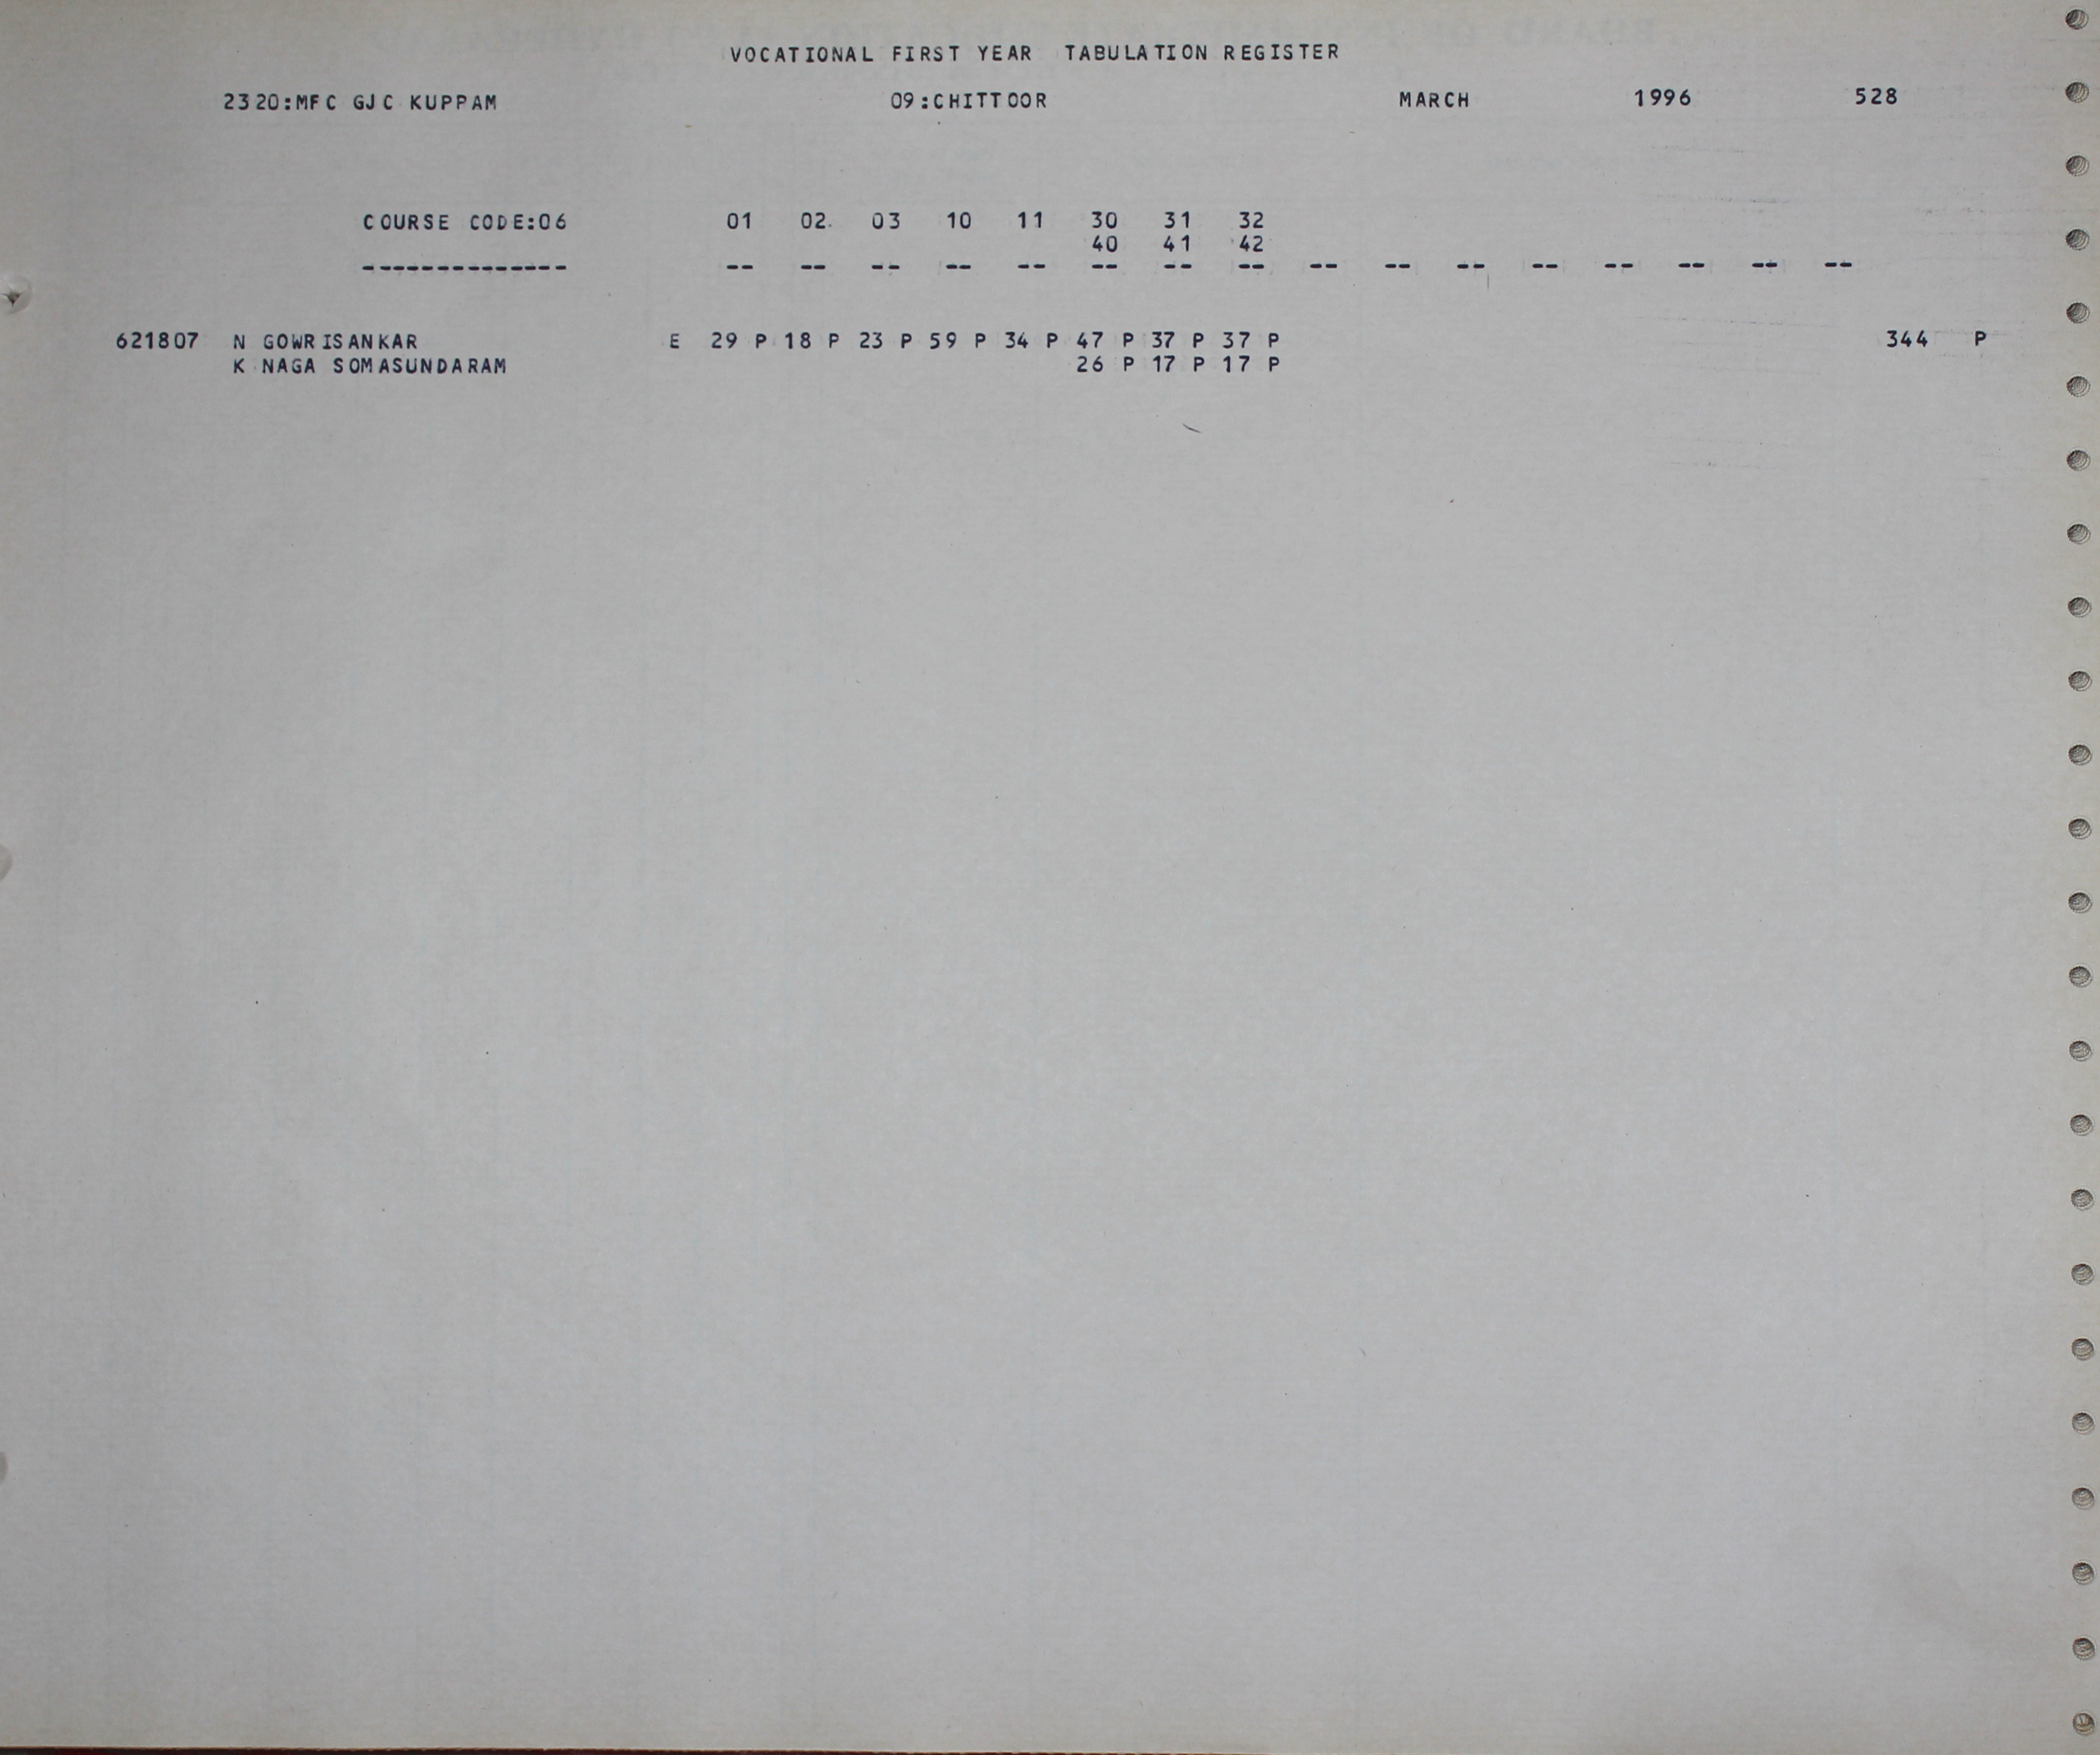 VOCATIONAL FIRST YEAR TABULATION REGISTER
2320:MFC GJC KUPPAM 09:CHITTOOR MARCH 1996 528
COURSE CODE:06 01 02 03 10 11 30 31 32
40 41 42
-------------- -- -- -- -- -- -- -- -- -- -- -- -- -- -- -- --
621807 N GOWRISANKAR E 29 P 18 P 23 P 59 P 34 P 47 P 37 P 37 P 344 P
K NAGA SOMASUNDARAM 26 P 17 P 17 P